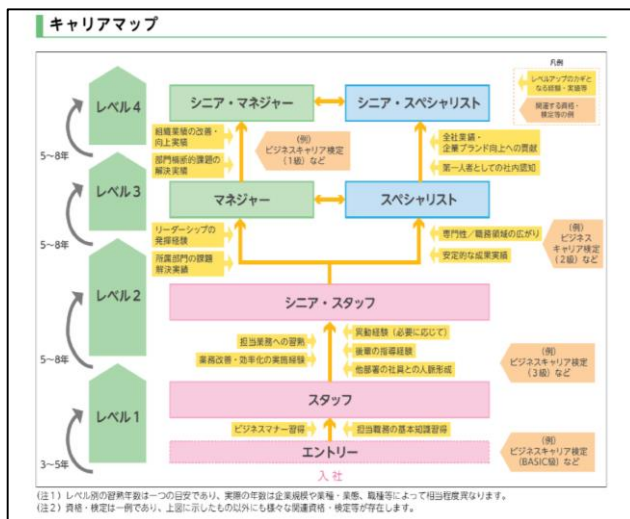 キャリアマップ
凡例
レベルアップのカギと
なる経験・実績等
関連する資格・
検定等の例
レベル4
シニア・マネジャー
シニア・スペシャリスト
組織業績の改善・
向上実績
部門横断的課題の
解決実績
(例)
ビジネスキャリア検定
(1級)など
全社業績・
企業ブランド向上への貢献
第一人者としての社内認知
5~8年
レベル3
マネジャー
スペシャリスト
リーダーシップの
発揮経験
所属部門の課題
解決実績
専門性/職務領域の広がり
安定的な成果実績
(例)
ビジネス
キャリア検定
(2級)など
5~8年
レベル2
シニア・スタッフ
担当業務への習熟
業務改善・効率化の実施経験
異動経験(必要に応じて)
後輩の指導経験
他部署の社員との人脈形成
(例)
ビジネスキャリア検定
(3級)など
5~8年
レベル1
スタッフ
ビジネスマナー習得
担当職務の基本知識習得
エントリー
(例)
ビジネスキャリア検定
(BASIC級)など
3~5年
入社
(注1)レベル別の習熟年数は一つの目安であり、実際の年数は企業規模や業種・業態、職種等によって相当程度異なります。
(注2)資格・検定は一例であり、上図に示したもの以外にも様々な関連資格・検定等が存在します。